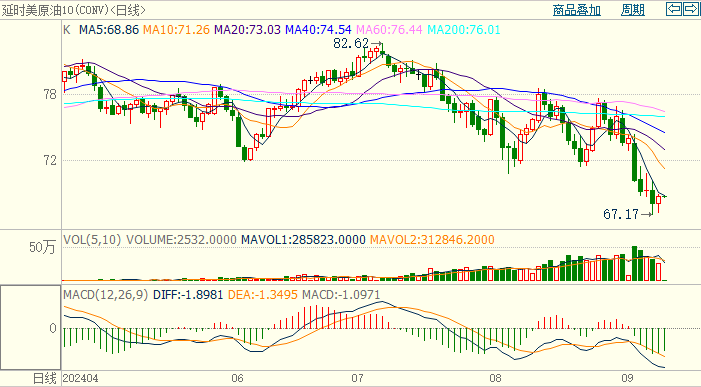 延时美原油10(CONV)<日线> 商品叠加 周期
K MA5:68.86 MA10:71.26 MA20:73.03 MA40:74.54 MA60:76.44 MA200:76.01
82.62
78
72
67.17
50万 VOL(5,10) VOLUME:2532.0000 MAVOL1:285823.0000 MAVOL2:312846.2000
MACD(12,26,9) DIFF:-1.8981 DEA:-1.3495 MACD:-1.0971
0
日线 202404 06 07 08 09